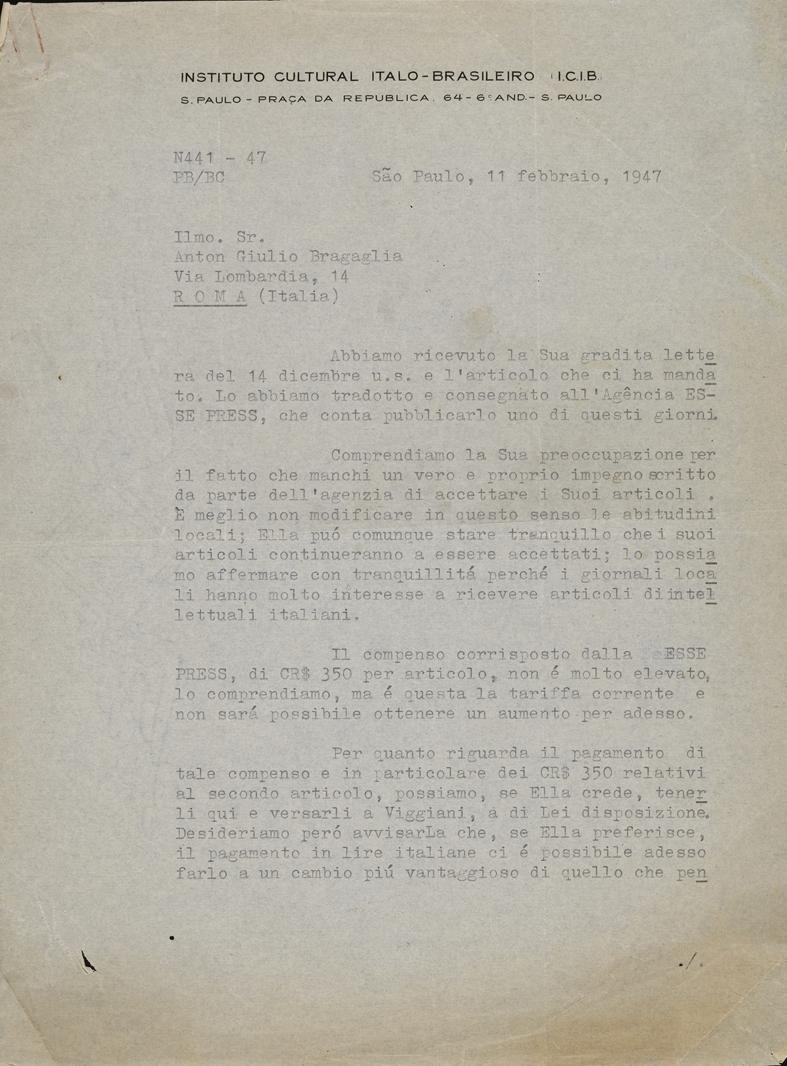 INSTITUTO CULTURAL ITALO-BRASILEIRO (I.C.I.B.
S. PAULO - PRAÇA DA REPUBLICA, 64 - 6º AND. - S. PAULO
N441 - 47
PB/BC São Paulo, 11 febbraio, 1947
Ilmo. Sr.
Anton Giulio Bragaglia
Via Lombardia, 14
R O M A (Italia)
Abbiamo ricevuto la Sua gradita lette
ra del 14 dicembre u.s. e l'articolo che ci ha manda
to. Lo abbiamo tradotto e consegnato all'Agência ES-
SE PRESS, che conta pubblicarlo uno di questi giorni.
Comprendiamo la Sua preoccupazione per
il fatto che manchi un vero e proprio impegno scritto
da parte dell'agenzia di accettare i Suoi articoli .
È meglio non modificare in questo senso le abitudini
locali; Ella puó comunque stare tranquillo che i suoi
articoli continueranno a essere accettati; lo possia
mo affermare con tranquillitá perché i giornali loca
li hanno molto interesse a ricevere articoli di intel
lettuali italiani.
Il compenso corrisposto dalla ESSE
PRESS, di CR$ 350 per articolo, non é molto elevato,
lo comprendiamo, ma é questa la tariffa corrente e
non sará possibile ottenere un aumento per adesso.
Per quanto riguarda il pagamento di
tale compenso e in particolare dei CR$ 350 relativi
al secondo articolo, possiamo, se Ella crede, tener
li qui e versarli a Viggiani, a di Lei disposizione.
Desideriamo peró avvisarLa che, se Ella preferisce,
il pagamento in lire italiane ci é possibile adesso
farlo a un cambio piú vantaggioso di quello che pen
./.